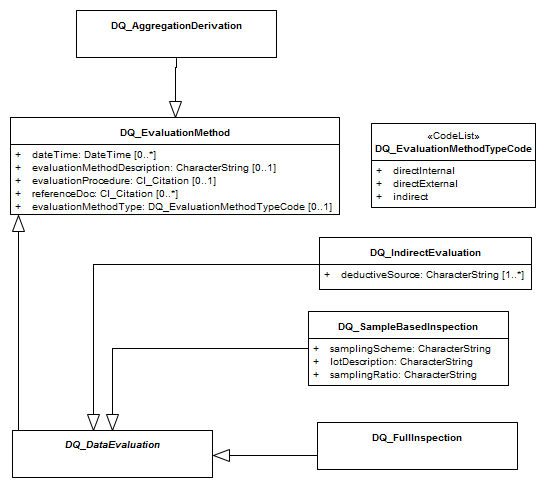 DQ_AggregationDerivation
DQ_EvaluationMethod
+ dateTime: DateTime [0..*]
+ evaluationMethodDescription: CharacterString [0..1]
+ evaluationProcedure: CI_Citation [0..1]
+ referenceDoc: CI_Citation [0..*]
+ evaluationMethodType: DQ_EvaluationMethodTypeCode [0..1]
«CodeList»
DQ_EvaluationMethodTypeCode
+ directInternal
+ directExternal
+ indirect
DQ_IndirectEvaluation
+ deductiveSource: CharacterString [1..*]
DQ_SampleBasedInspection
+ samplingScheme: CharacterString
+ lotDescription: CharacterString
+ samplingRatio: CharacterString
DQ_DataEvaluation
DQ_FullInspection